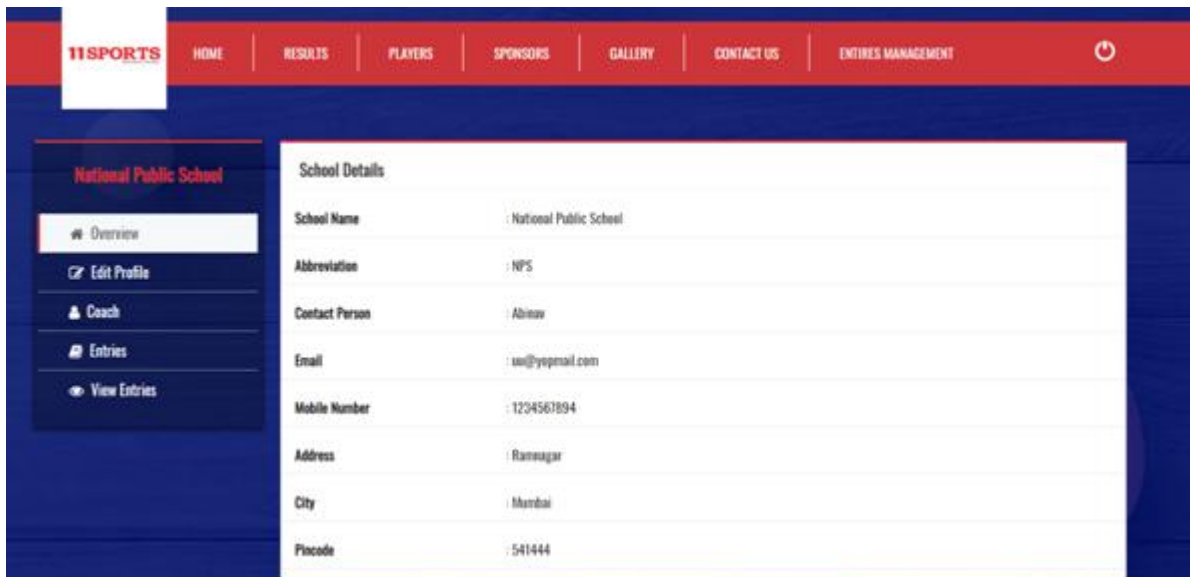 11SPORTS
HOME
RESULTS
PLAYERS
SPONSORS
GALLERY
CONTACT US
ENTIRES MANAGEMENT
National Public School
Overview
Edit Profile
Coach
Entries
View Entries
School Details
School Name : National Public School
Abbreviation : NPS
Contact Person : Abinav
Email : uu@yopmail.com
Mobile Number : 1234567894
Address : Ramnagar
City : Mumbai
Pincode : 541444